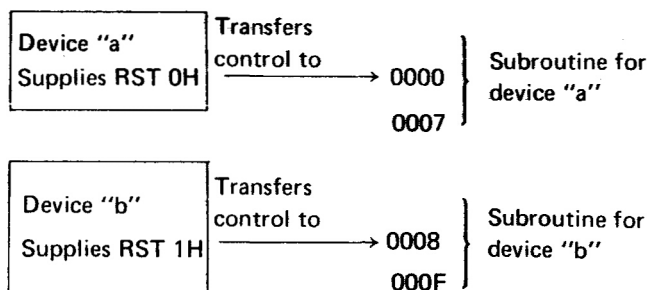 Device "a"
Supplies RST 0H
Transfers
control to
0000
0007
Subroutine for
device "a"
Device "b"
Supplies RST 1H
Transfers
control to
0008
000F
Subroutine for
device "b"